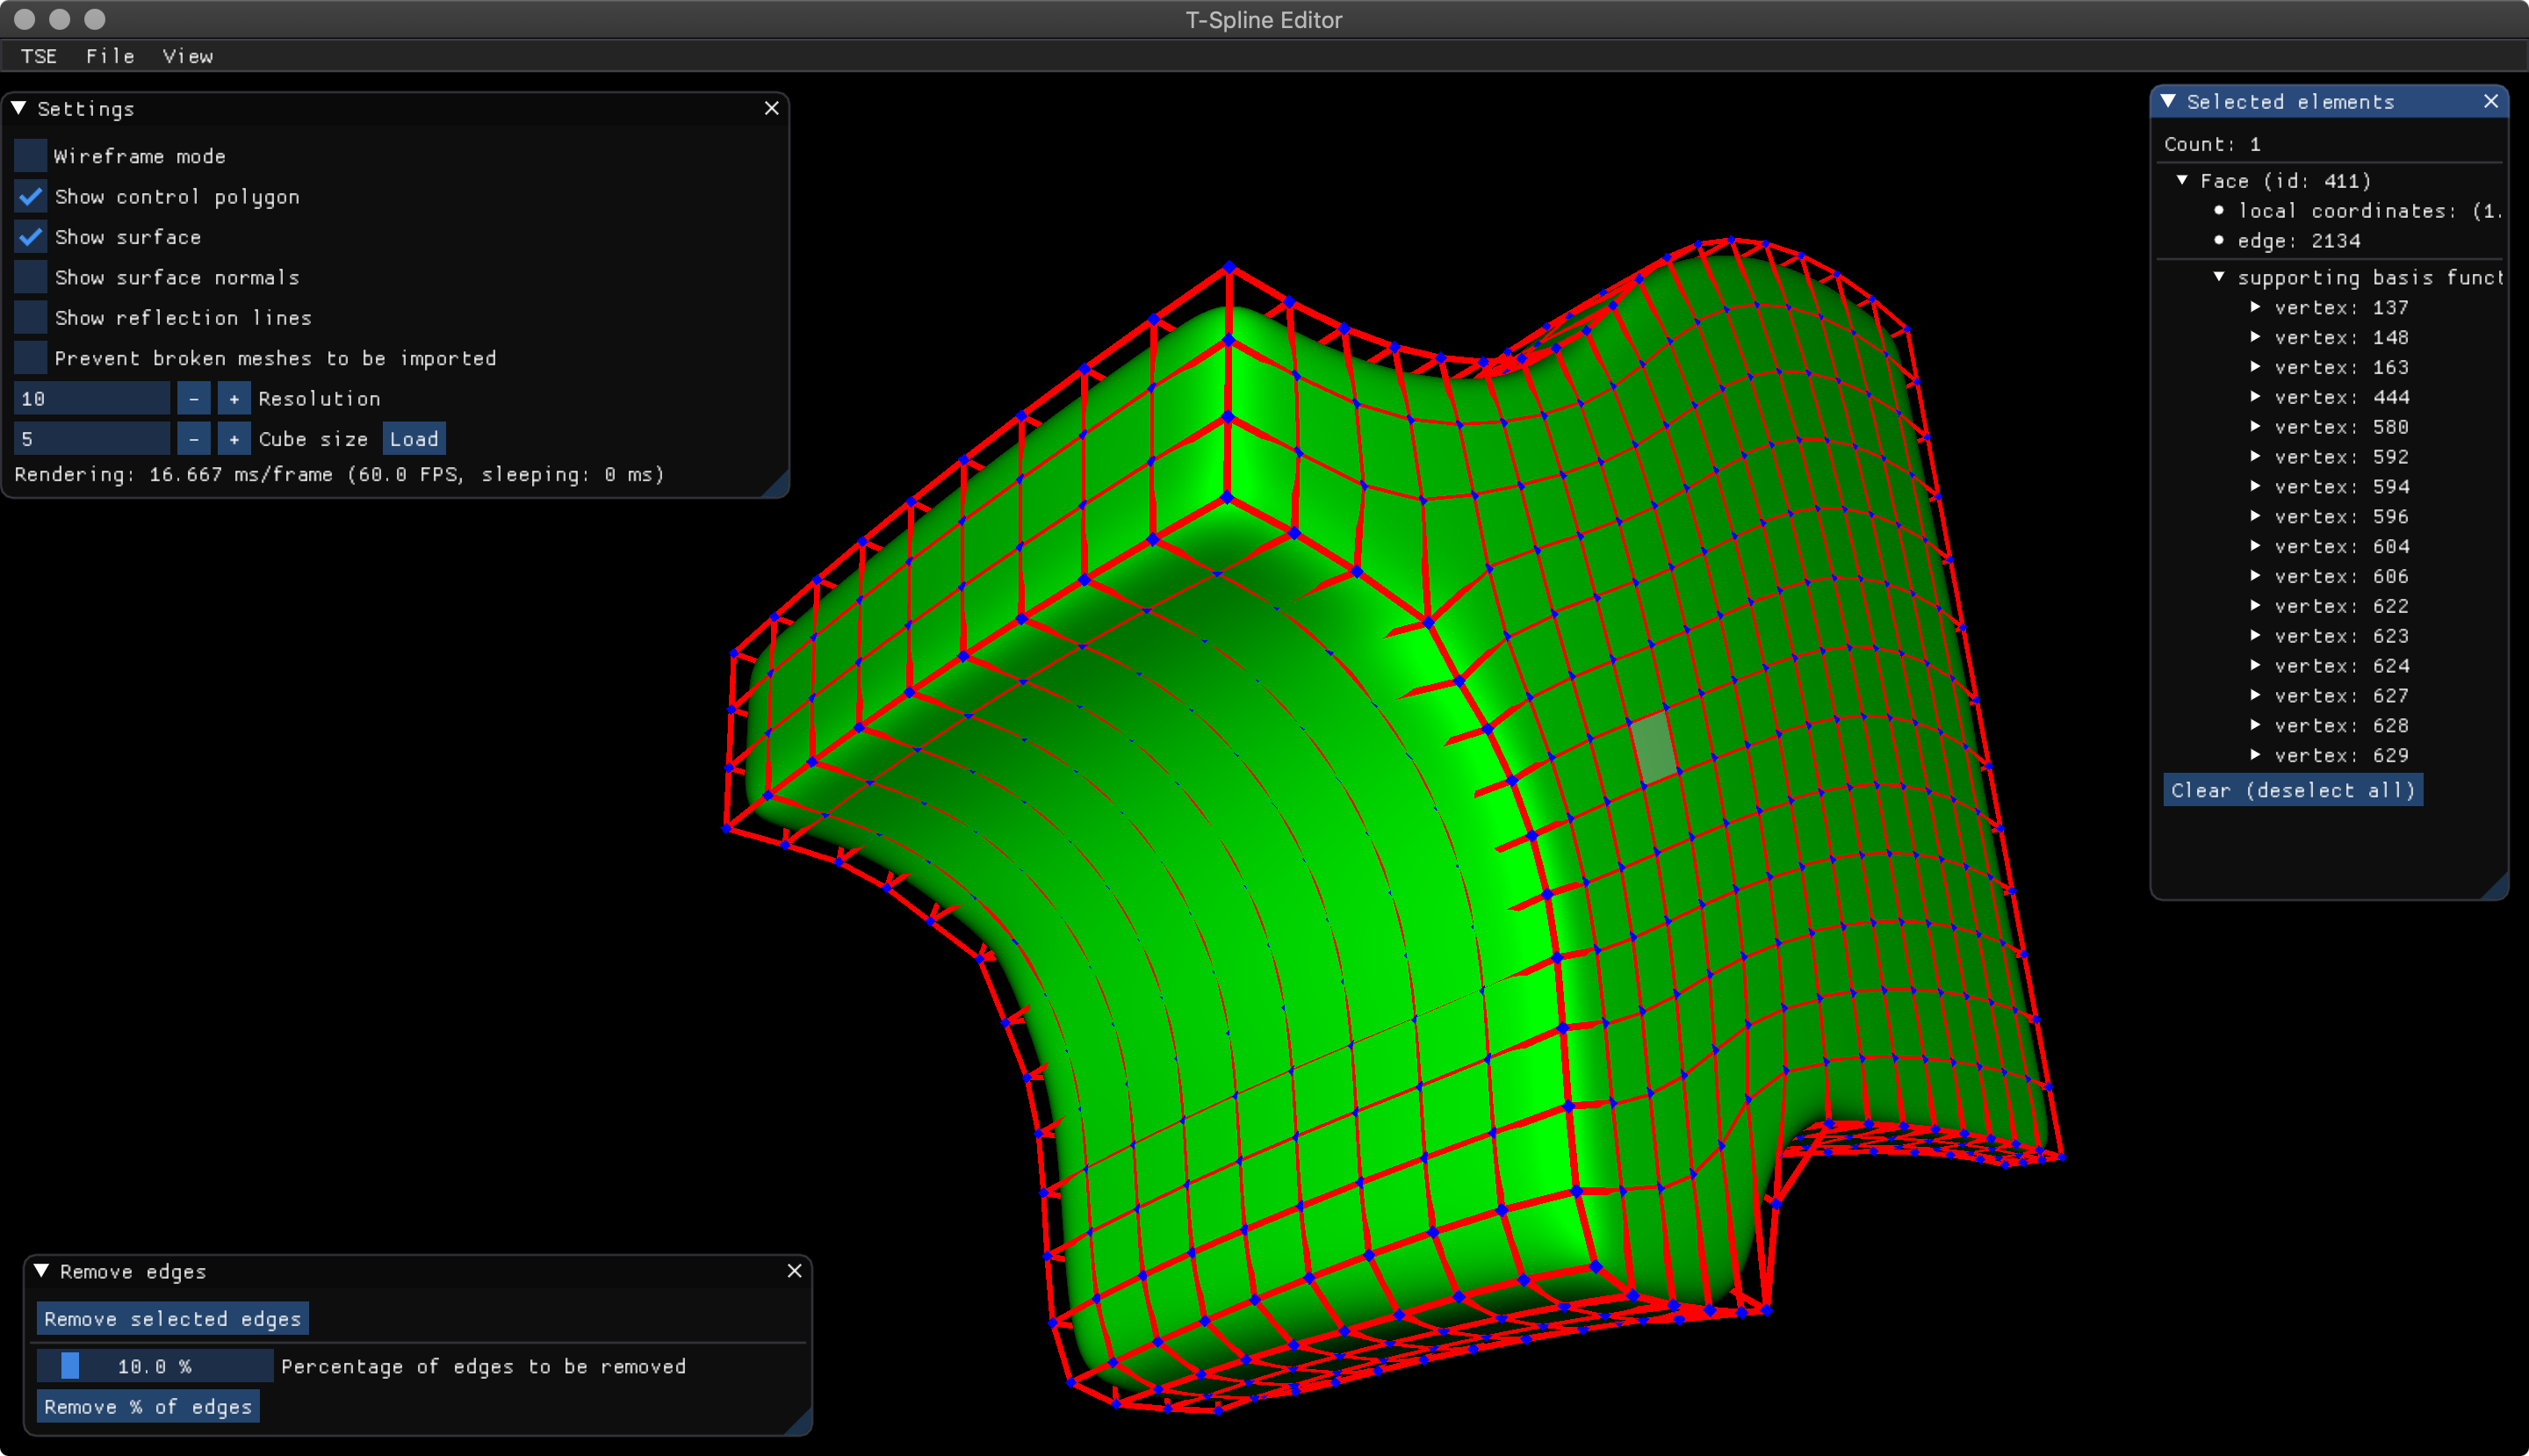 T-Spline Editor
TSE File View
Settings
Wireframe mode
Show control polygon
Show surface
Show surface normals
Show reflection lines
Prevent broken meshes to be imported
10 - + Resolution
5 - + Cube size Load
Rendering: 16.667 ms/frame (60.0 FPS, sleeping: 0 ms)
Selected elements
Count: 1
Face (id: 411)
local coordinates: (1.
edge: 2134
supporting basis funct
vertex: 137
vertex: 148
vertex: 163
vertex: 444
vertex: 580
vertex: 592
vertex: 594
vertex: 596
vertex: 604
vertex: 606
vertex: 622
vertex: 623
vertex: 624
vertex: 627
vertex: 628
vertex: 629
Clear (deselect all)
Remove edges
Remove selected edges
10.0 % Percentage of edges to be removed
Remove % of edges